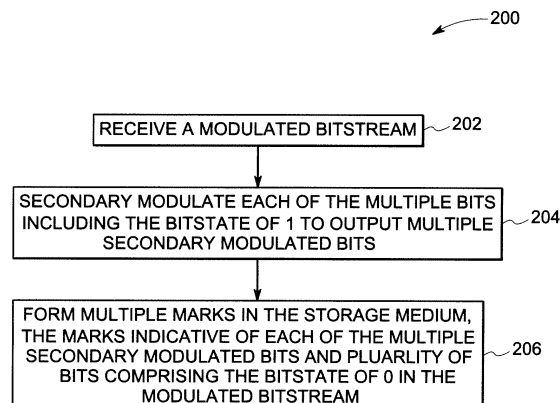 200
RECEIVE A MODULATED BITSTREAM
202
SECONDARY MODULATE EACH OF THE MULTIPLE BITS
INCLUDING THE BITSTATE OF 1 TO OUTPUT MULTIPLE
SECONDARY MODULATED BITS
204
FORM MULTIPLE MARKS IN THE STORAGE MEDIUM,
THE MARKS INDICATIVE OF EACH OF THE MULTIPLE
SECONDARY MODULATED BITS AND PLUARLITY OF
BITS COMPRISING THE BITSTATE OF 0 IN THE
MODULATED BITSTREAM
206